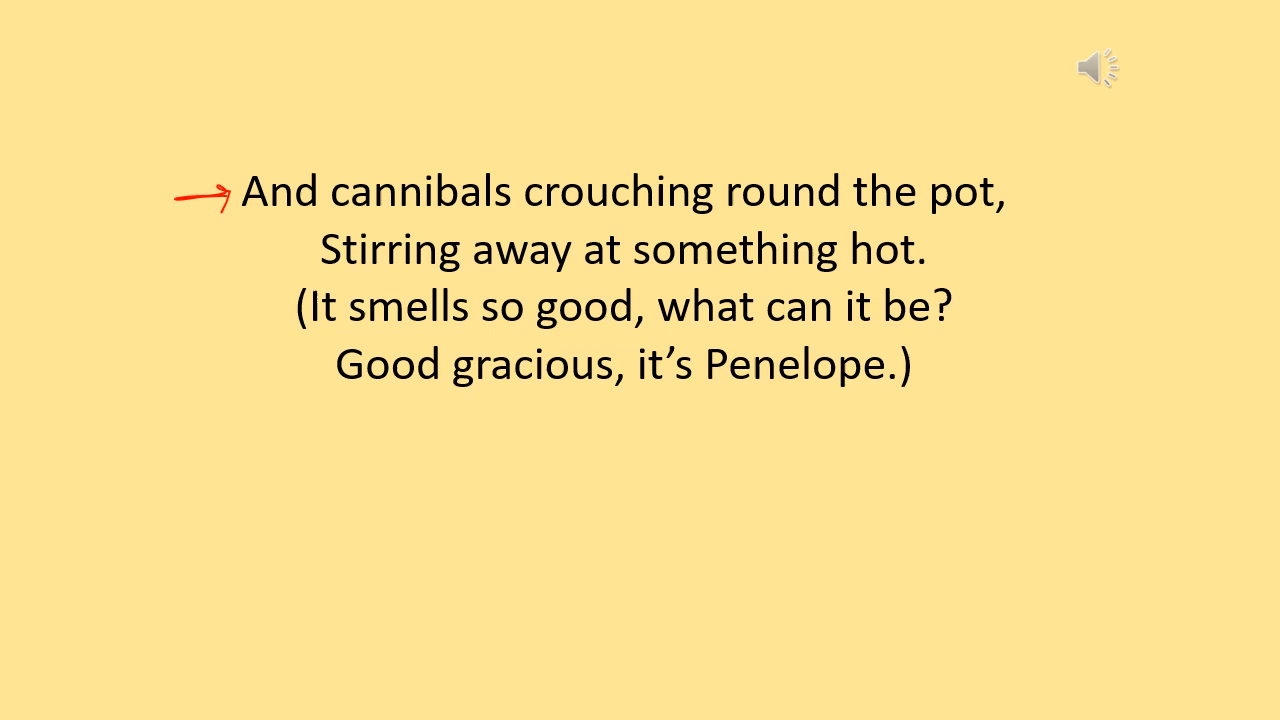 And cannibals crouching round the pot,
Stirring away at something hot.
(It smells so good, what can it be?
Good gracious, it’s Penelope.)